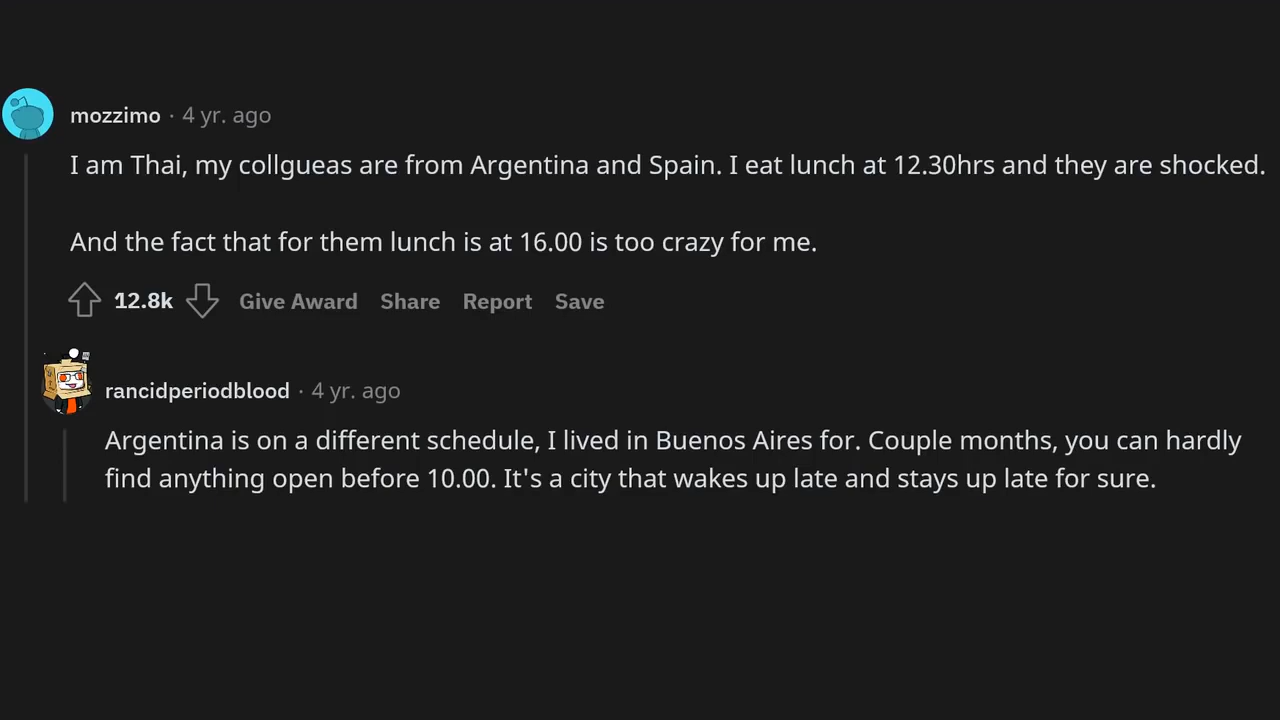 mozzimo · 4 yr. ago
I am Thai, my collgueas are from Argentina and Spain. I eat lunch at 12.30hrs and they are shocked.
And the fact that for them lunch is at 16.00 is too crazy for me.
12.8k Give Award Share Report Save
rancidperiodblood · 4 yr. ago
Argentina is on a different schedule, I lived in Buenos Aires for. Couple months, you can hardly
find anything open before 10.00. It's a city that wakes up late and stays up late for sure.